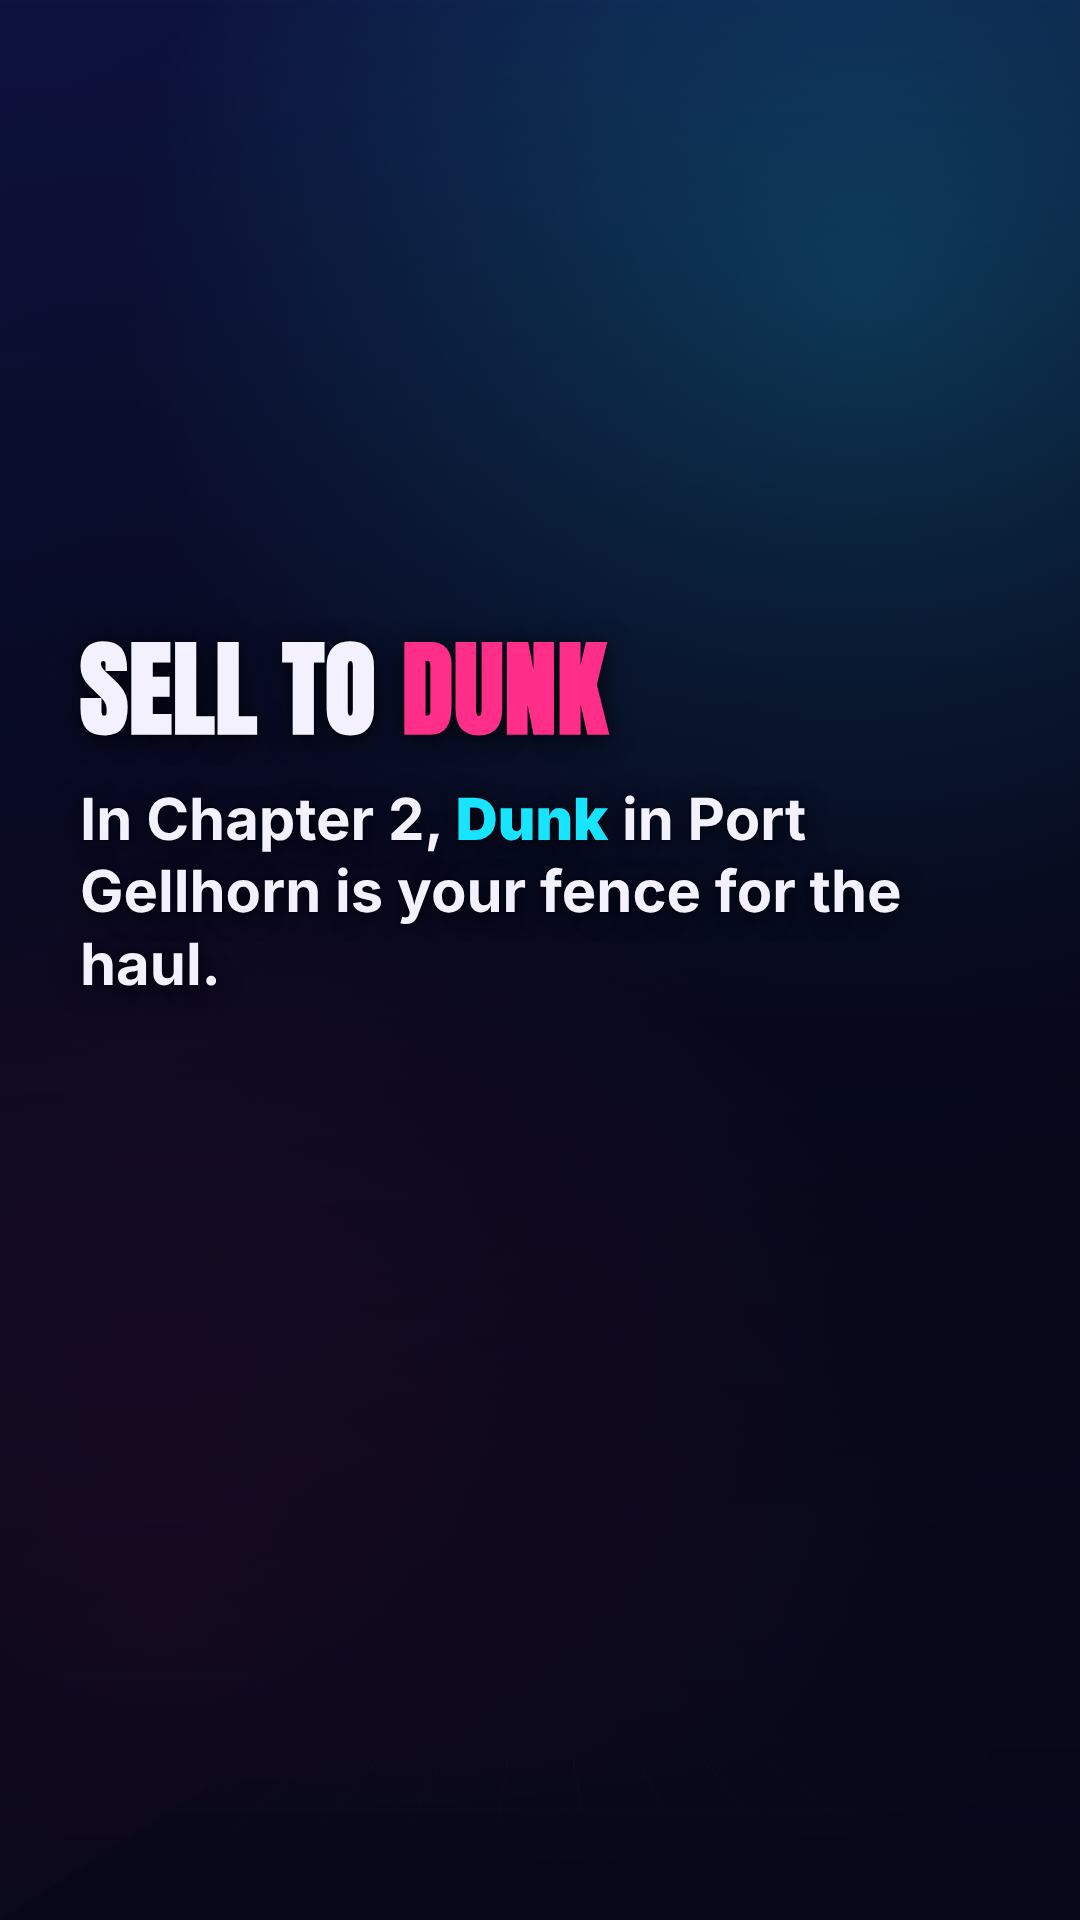 SELL TO DUNK
In Chapter 2, Dunk in Port
Gellhorn is your fence for the
haul.